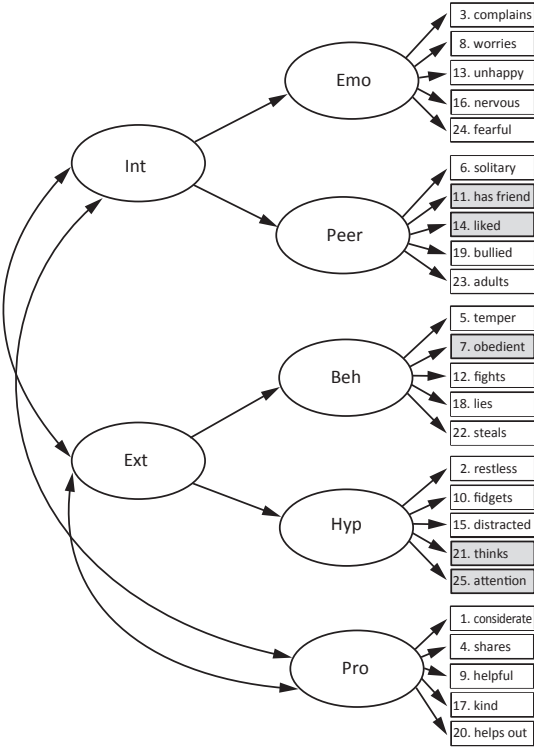 3. complains
8. worries
13. unhappy
16. nervous
24. fearful
Emo
Int
6. solitary
11. has friend
14. liked
19. bullied
23. adults
Peer
5. temper
7. obedient
12. fights
18. lies
22. steals
Beh
Ext
2. restless
10. fidgets
15. distracted
21. thinks
25. attention
Hyp
1. considerate
4. shares
9. helpful
17. kind
20. helps out
Pro